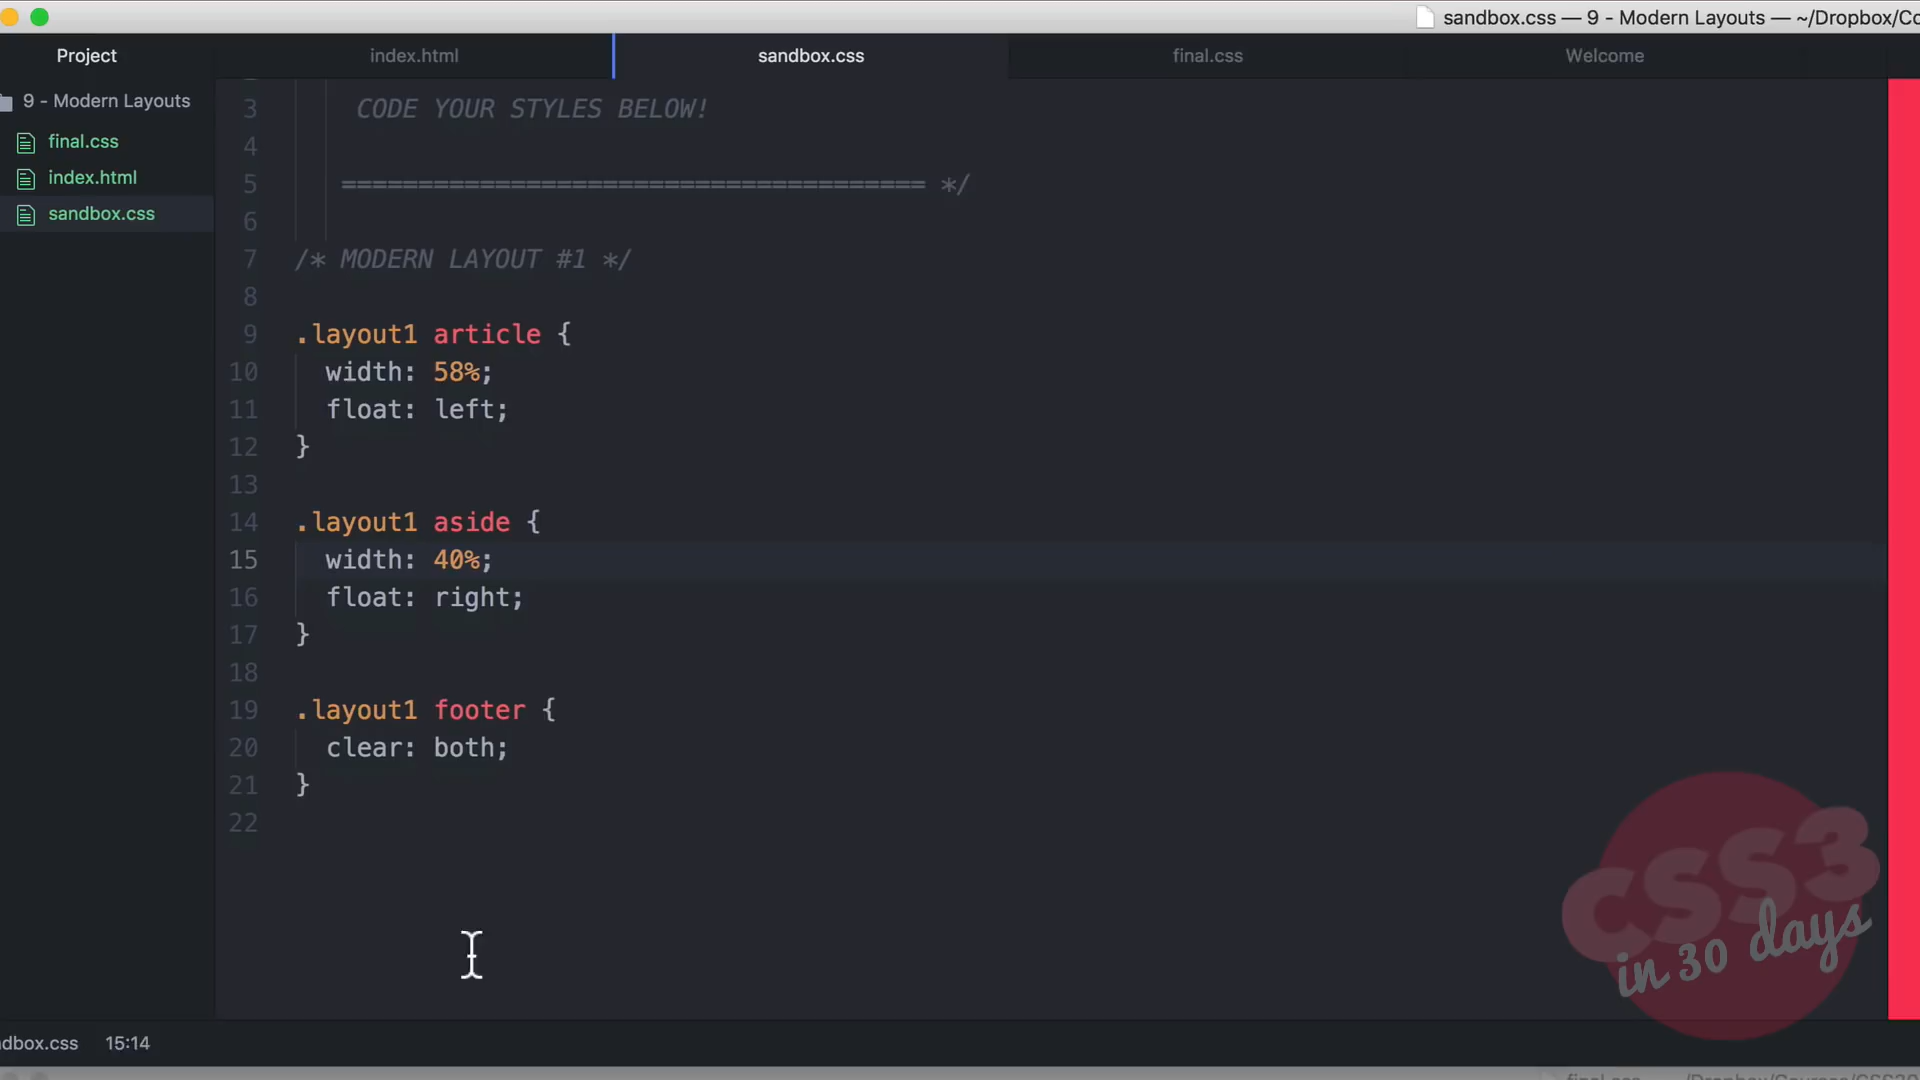 sandbox.css — 9 - Modern Layouts — ~/Dropbox/Co
Project
index.html
sandbox.css
final.css
Welcome
9 - Modern Layouts
final.css
index.html
sandbox.css
3 CODE YOUR STYLES BELOW!
4
5 ====================================== */
6
7 /* MODERN LAYOUT #1 */
8
9 .layout1 article {
10 width: 58%;
11 float: left;
12 }
13
14 .layout1 aside {
15 width: 40%;
16 float: right;
17 }
18
19 .layout1 footer {
20 clear: both;
21 }
22
CSS3
in 30 days
dbox.css 15:14